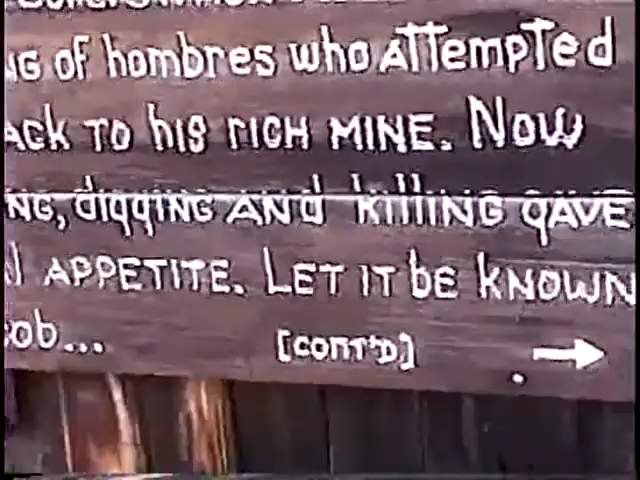 NG of hombres who ATTEMPTEd
ACK TO his RICH MINE. Now
NG, digging ANd killING GAVE
APPETITE. LET IT bE kNOWN
ob...
[CONT'D]